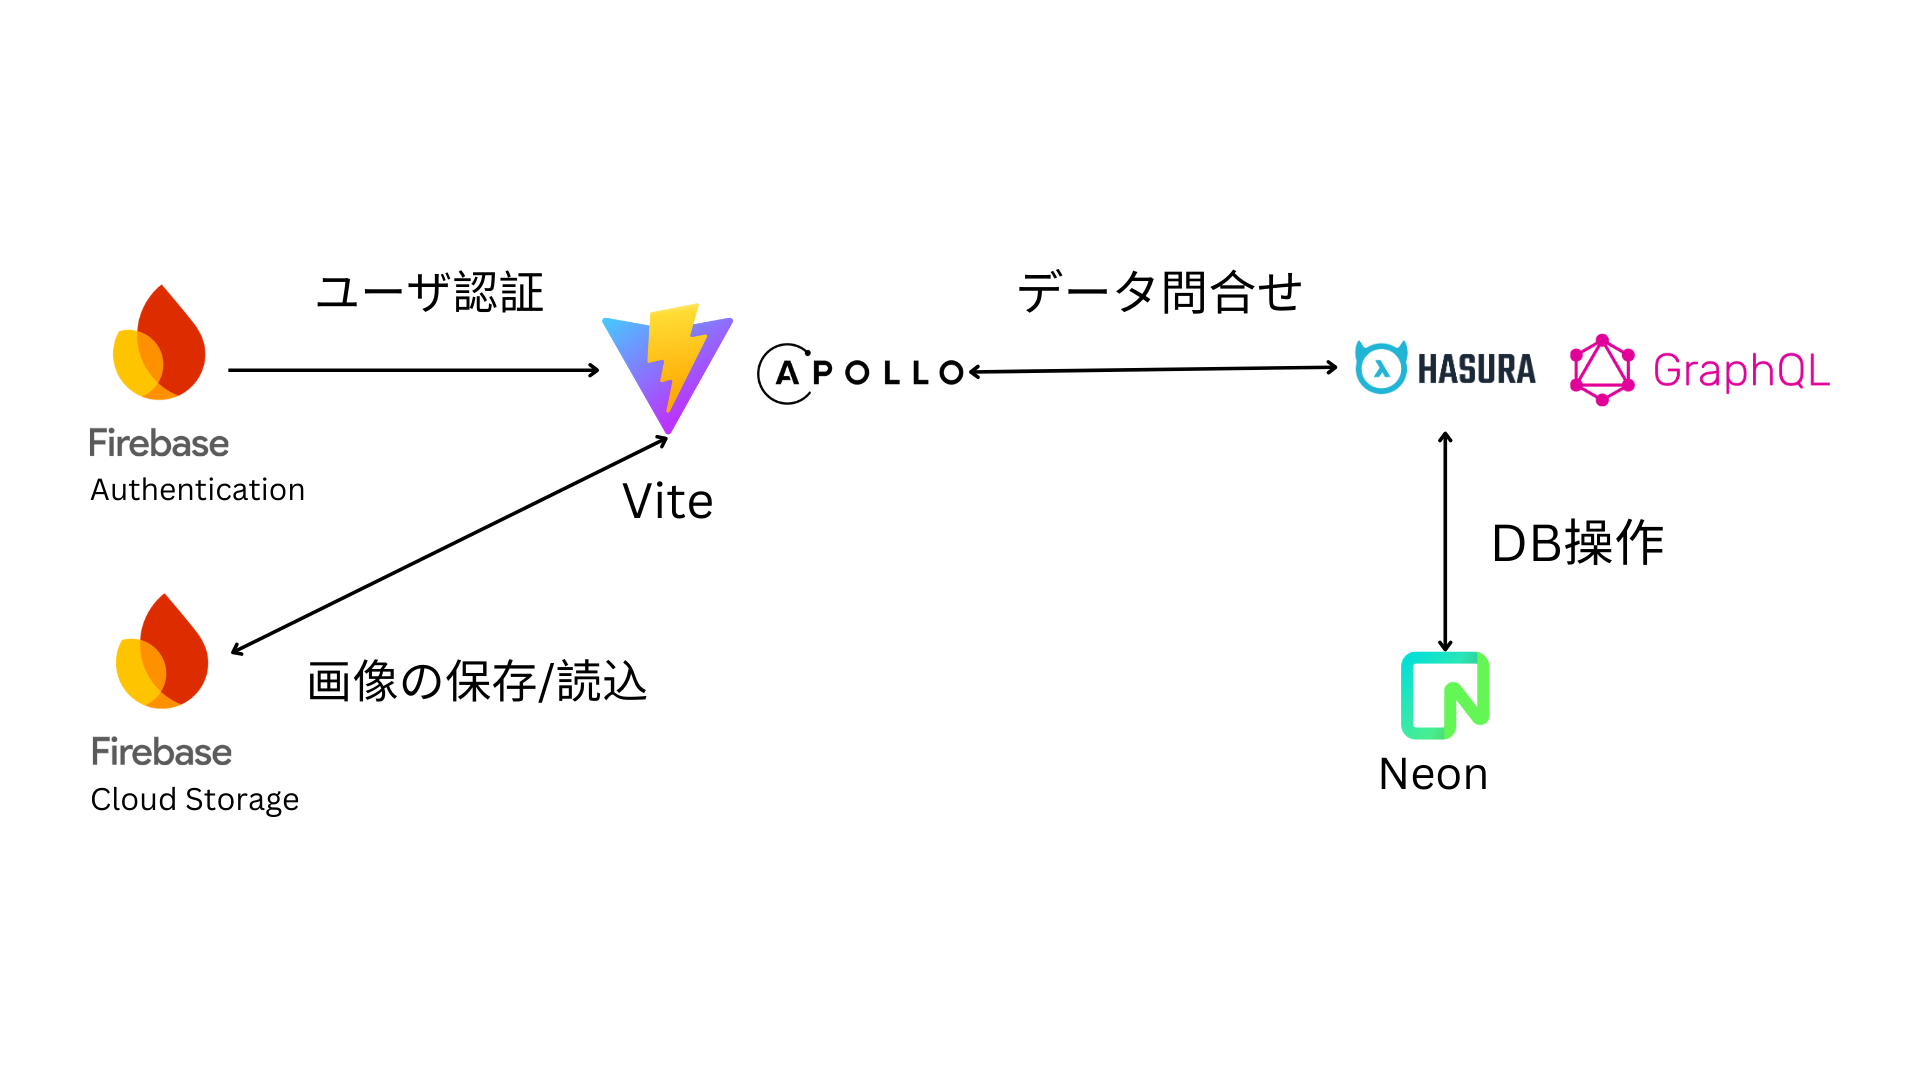 ユーザ認証
データ問合せ
APOLLO
HASURA
GraphQL
Firebase
Authentication
Vite
DB操作
画像の保存/読込
Firebase
Cloud Storage
Neon